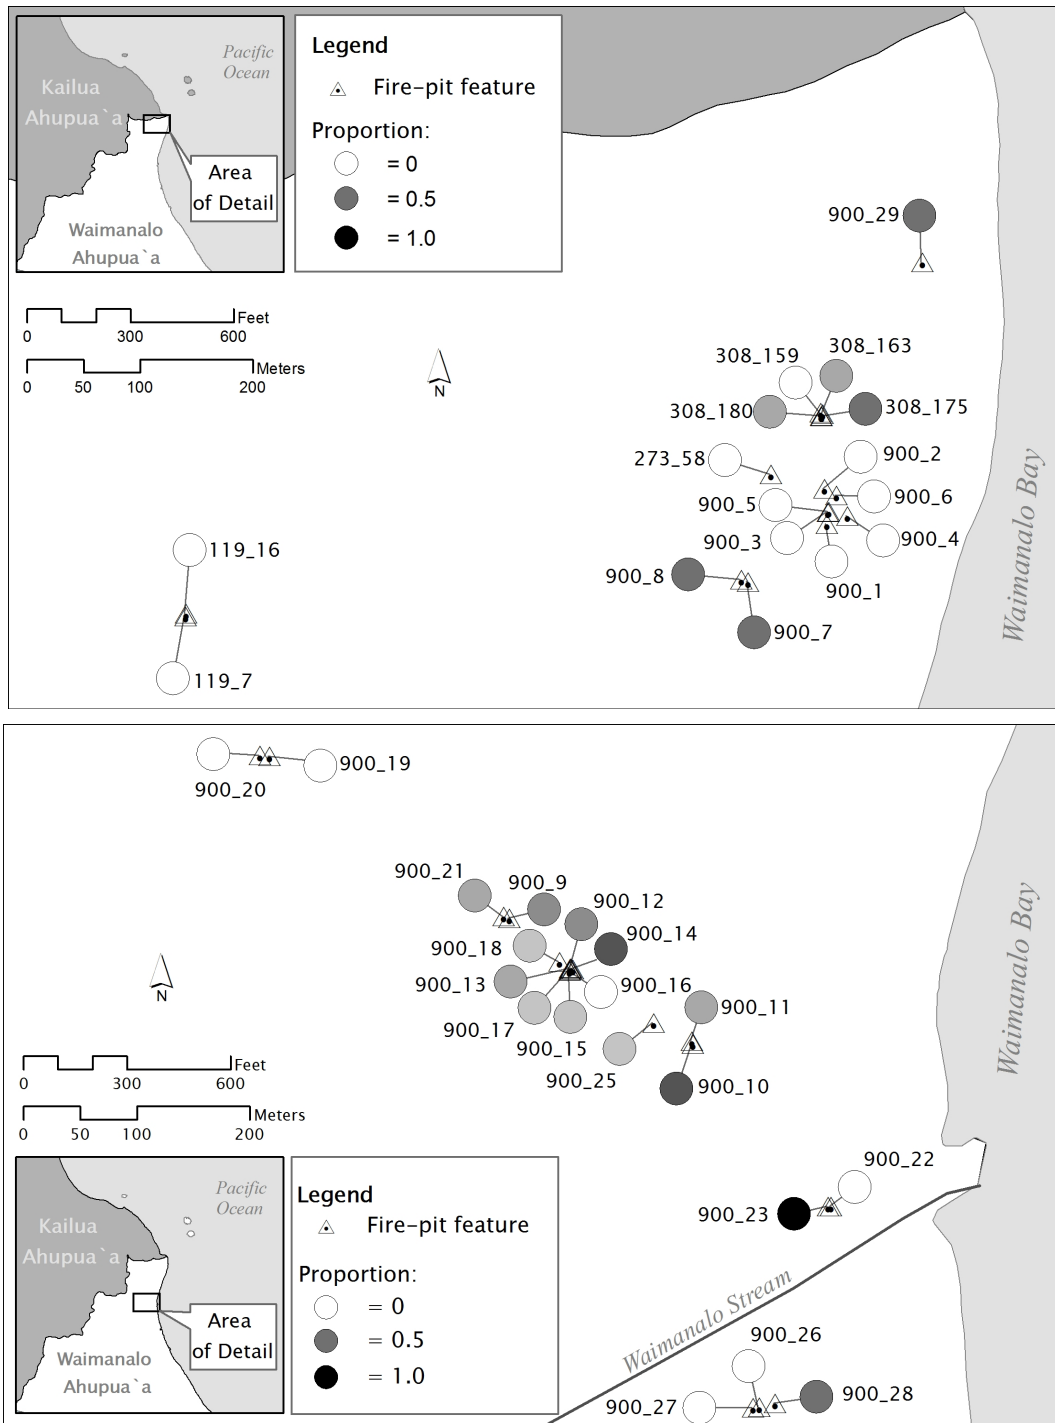 Pacific
Ocean
Kailua
Ahupua`a
Area
of Detail
Waimanalo
Ahupua`a
Legend
Fire-pit feature
Proportion:
= 0
= 0.5
= 1.0
Feet
0 300 600
Meters
0 50 100 200
N
900_29
308_163
308_159
308_180
308_175
273_58
900_2
900_5
900_6
900_3
900_4
900_8
900_1
900_7
119_16
119_7
Waimanalo Bay
900_19
900_20
900_21
900_9
900_12
900_18
900_14
900_13
900_16
900_17
900_11
900_15
900_25
900_10
N
Feet
0 300 600
Meters
0 50 100 200
Waimanalo Bay
900_22
900_23
Waimanalo Stream
900_26
900_27
900_28
Pacific
Ocean
Kailua
Ahupua`a
Area
of Detail
Waimanalo
Ahupua`a
Legend
Fire-pit feature
Proportion:
= 0
= 0.5
= 1.0